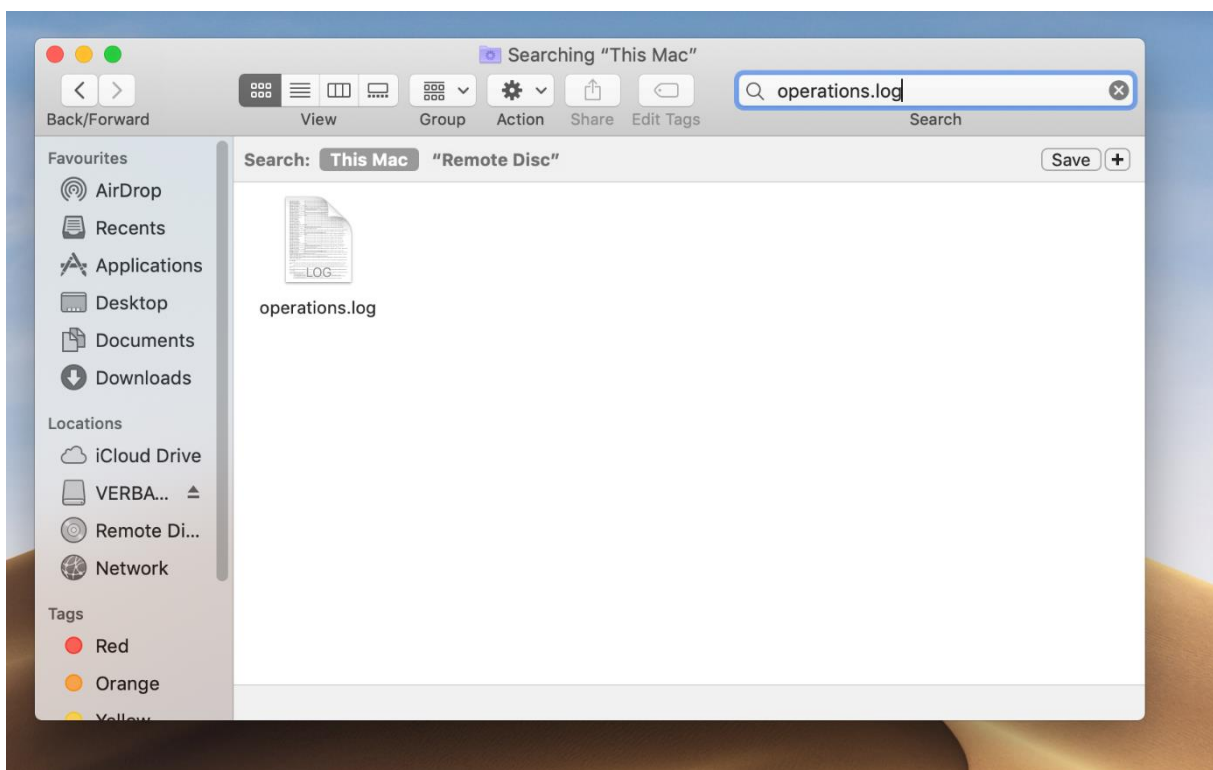 Searching "This Mac"
operations.log
Back/Forward
View
Group
Action
Share
Edit Tags
Search
Favourites
AirDrop
Recents
Applications
Desktop
Documents
Downloads
Locations
iCloud Drive
VERBA...
Remote Di...
Network
Tags
Red
Orange
Yellow
Search: This Mac "Remote Disc"
Save +
LOG
operations.log